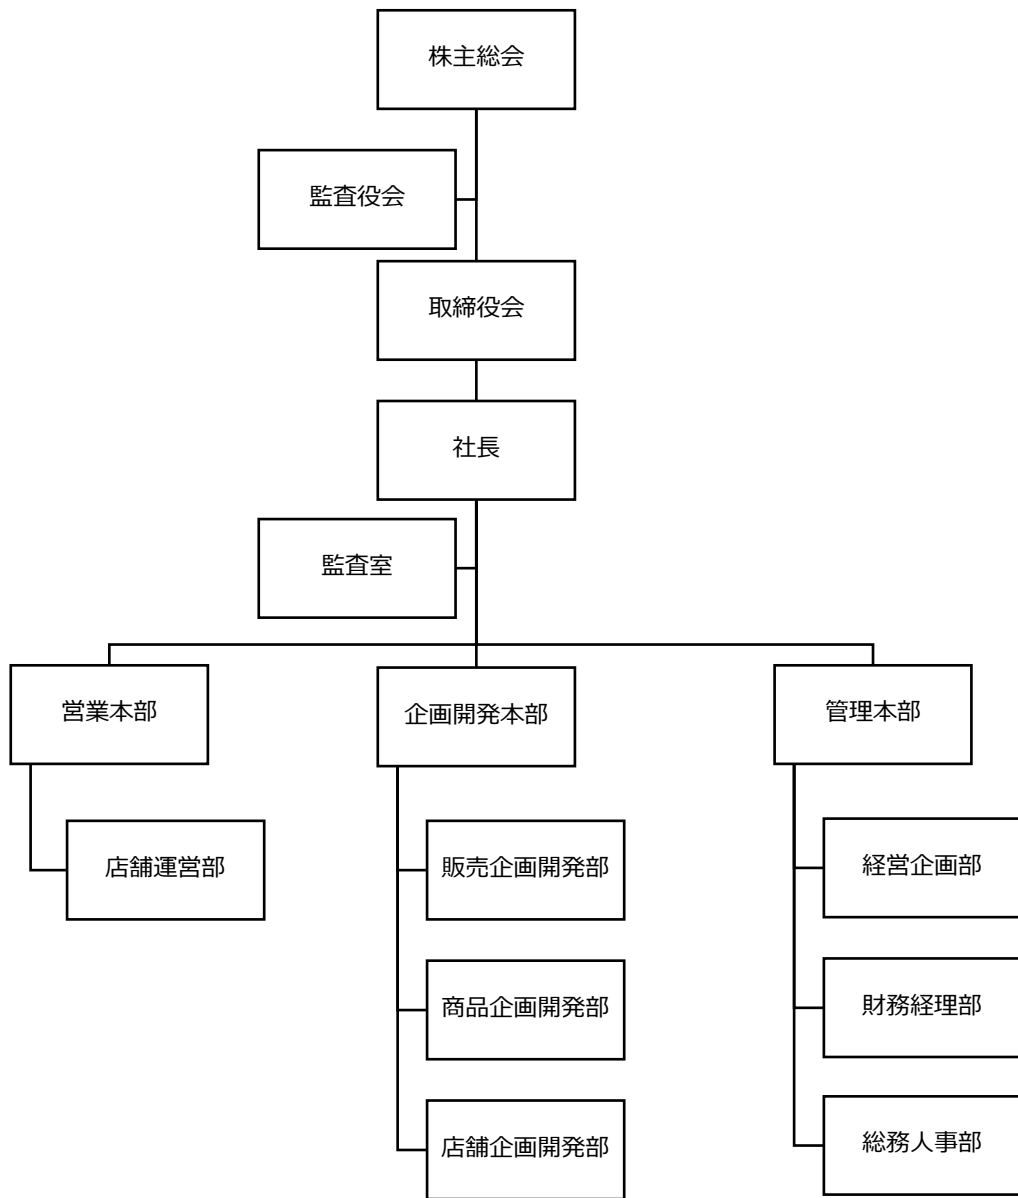 株主総会
監査役会
取締役会
社長
監査室
営業本部
企画開発本部
管理本部
店舗運営部
販売企画開発部
経営企画部
商品企画開発部
財務経理部
店舗企画開発部
総務人事部